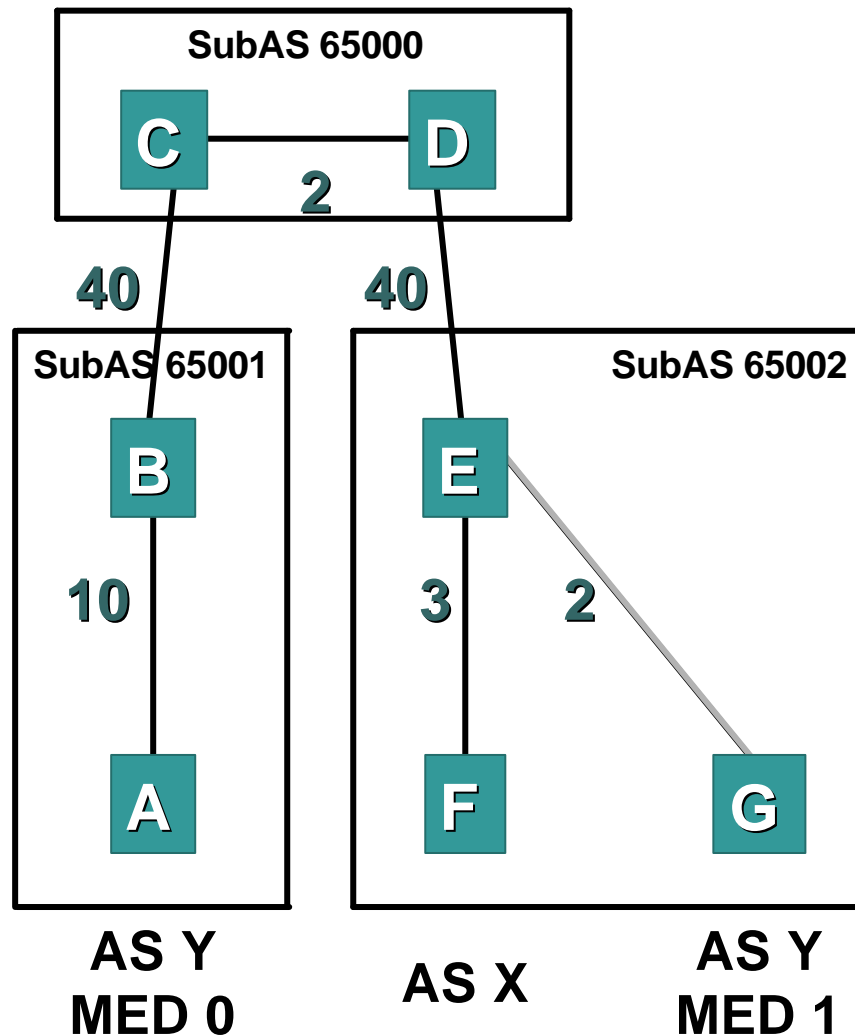 SubAS 65000
C
D
2
40
40
SubAS 65001
SubAS 65002
B
E
10
3
2
A
F
G
AS Y
MED 0
AS X
AS Y
MED 1